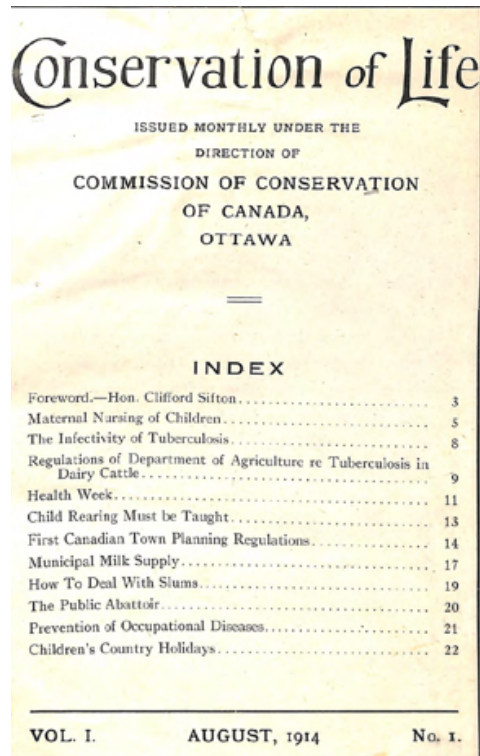 Conservation of Life
ISSUED MONTHLY UNDER THE
DIRECTION OF
COMMISSION OF CONSERVATION
OF CANADA,
OTTAWA
INDEX
Foreword.—Hon. Clifford Sifton 3
Maternal Nursing of Children 5
The Infectivity of Tuberculosis 8
Regulations of Department of Agriculture re Tuberculosis in
Dairy Cattle 9
Health Week 11
Child Rearing Must be Taught 13
First Canadian Town Planning Regulations 14
Municipal Milk Supply 17
How To Deal With Slums 19
The Public Abattoir 20
Prevention of Occupational Diseases 21
Children's Country Holidays 22
VOL. I. AUGUST, 1914 No. 1.